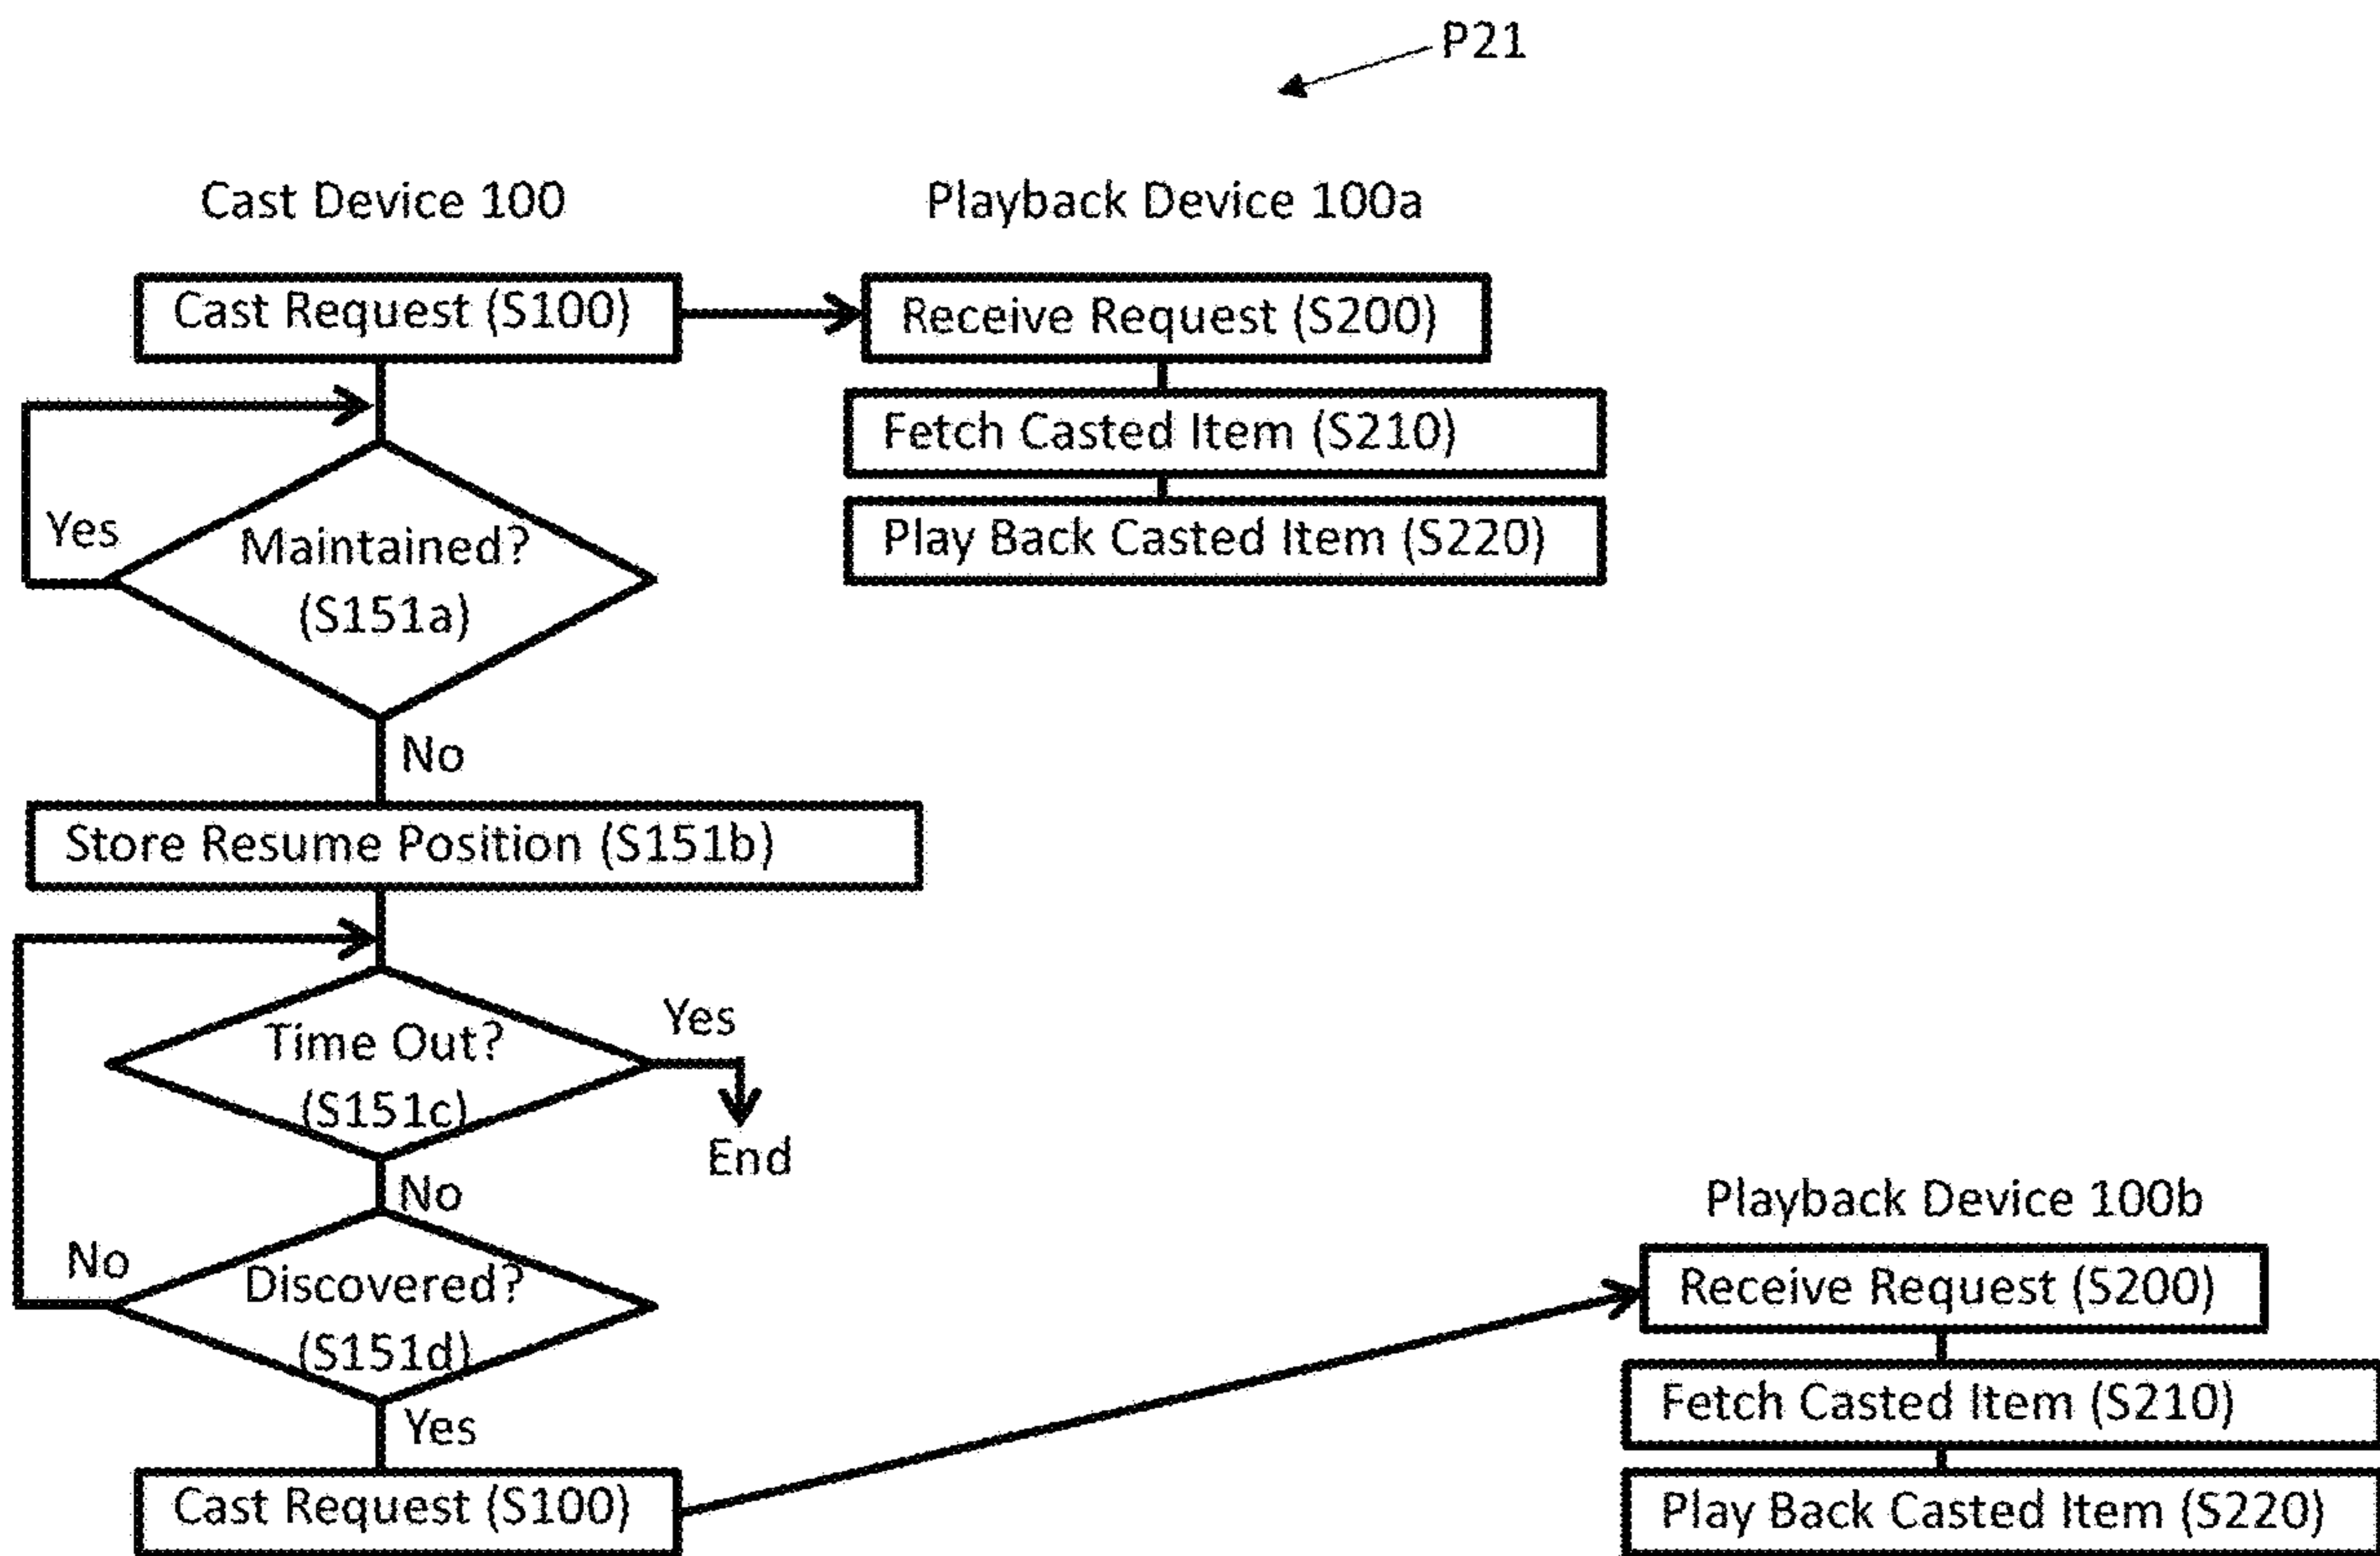 P21
Cast Device 100
Playback Device 100a
Cast Request (S100)
Receive Request (S200)
Fetch Casted Item (S210)
Play Back Casted Item (S220)
Yes
Maintained?
(S151a)
No
Store Resume Position (S151b)
Time Out?
(S151c)
Yes
End
No
Discovered?
(S151d)
No
Yes
Cast Request (S100)
Playback Device 100b
Receive Request (S200)
Fetch Casted Item (S210)
Play Back Casted Item (S220)